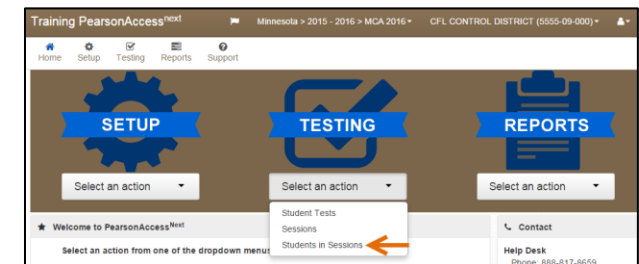 Training PearsonAccessnext
Minnesota > 2015 - 2016 > MCA 2016
CFL CONTROL DISTRICT (5555-09-000)
Home Setup Testing Reports Support
SETUP TESTING REPORTS
Select an action Select an action Select an action
Student Tests
Sessions
Students in Sessions
Welcome to PearsonAccessNext
Contact
Select an action from one of the dropdown menus
Help Desk
Phone: 888-817-8659